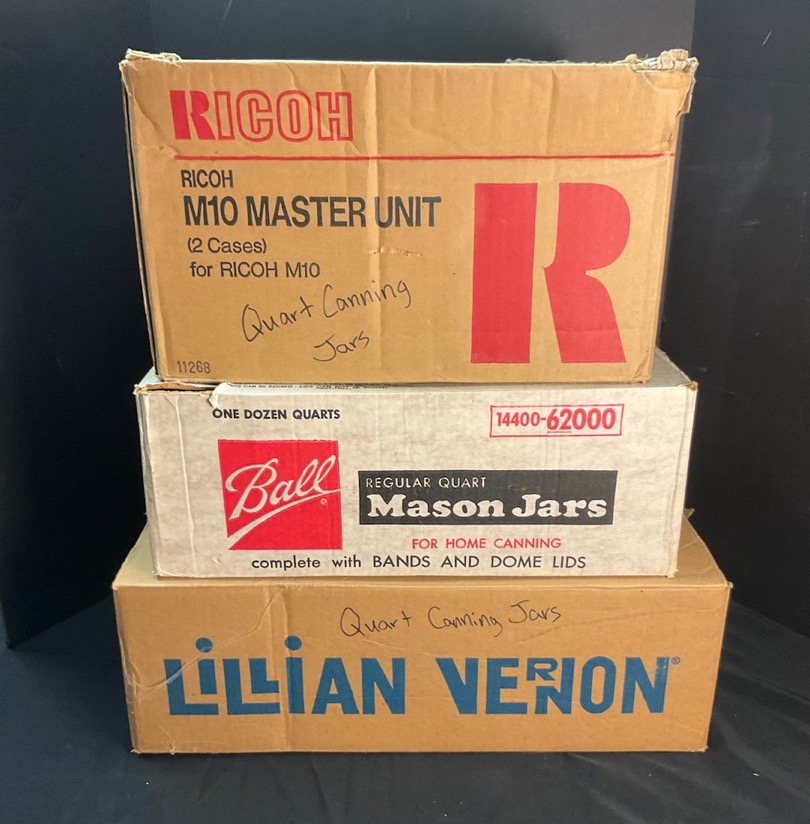 RICOH
RICOH
M10 MASTER UNIT
(2 Cases)
for RICOH M10
Quart Canning
Jars
11268
ONE DOZEN QUARTS
14400-62000
Ball®
REGULAR QUART
Mason Jars
FOR HOME CANNING
complete with BANDS AND DOME LIDS
Quart Canning Jars
LILLIAN VERNON®